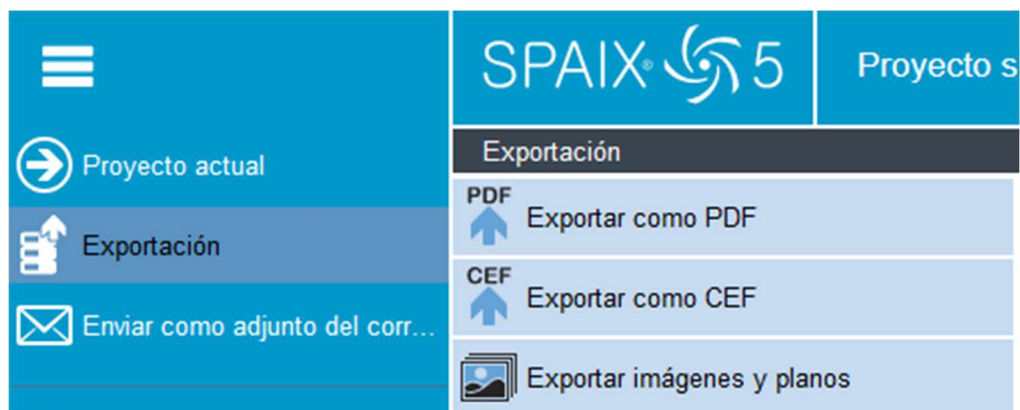 SPAIX® 5
Proyecto s
Proyecto actual
Exportación
Enviar como adjunto del corr...
Exportación
PDF
Exportar como PDF
CEF
Exportar como CEF
Exportar imágenes y planos